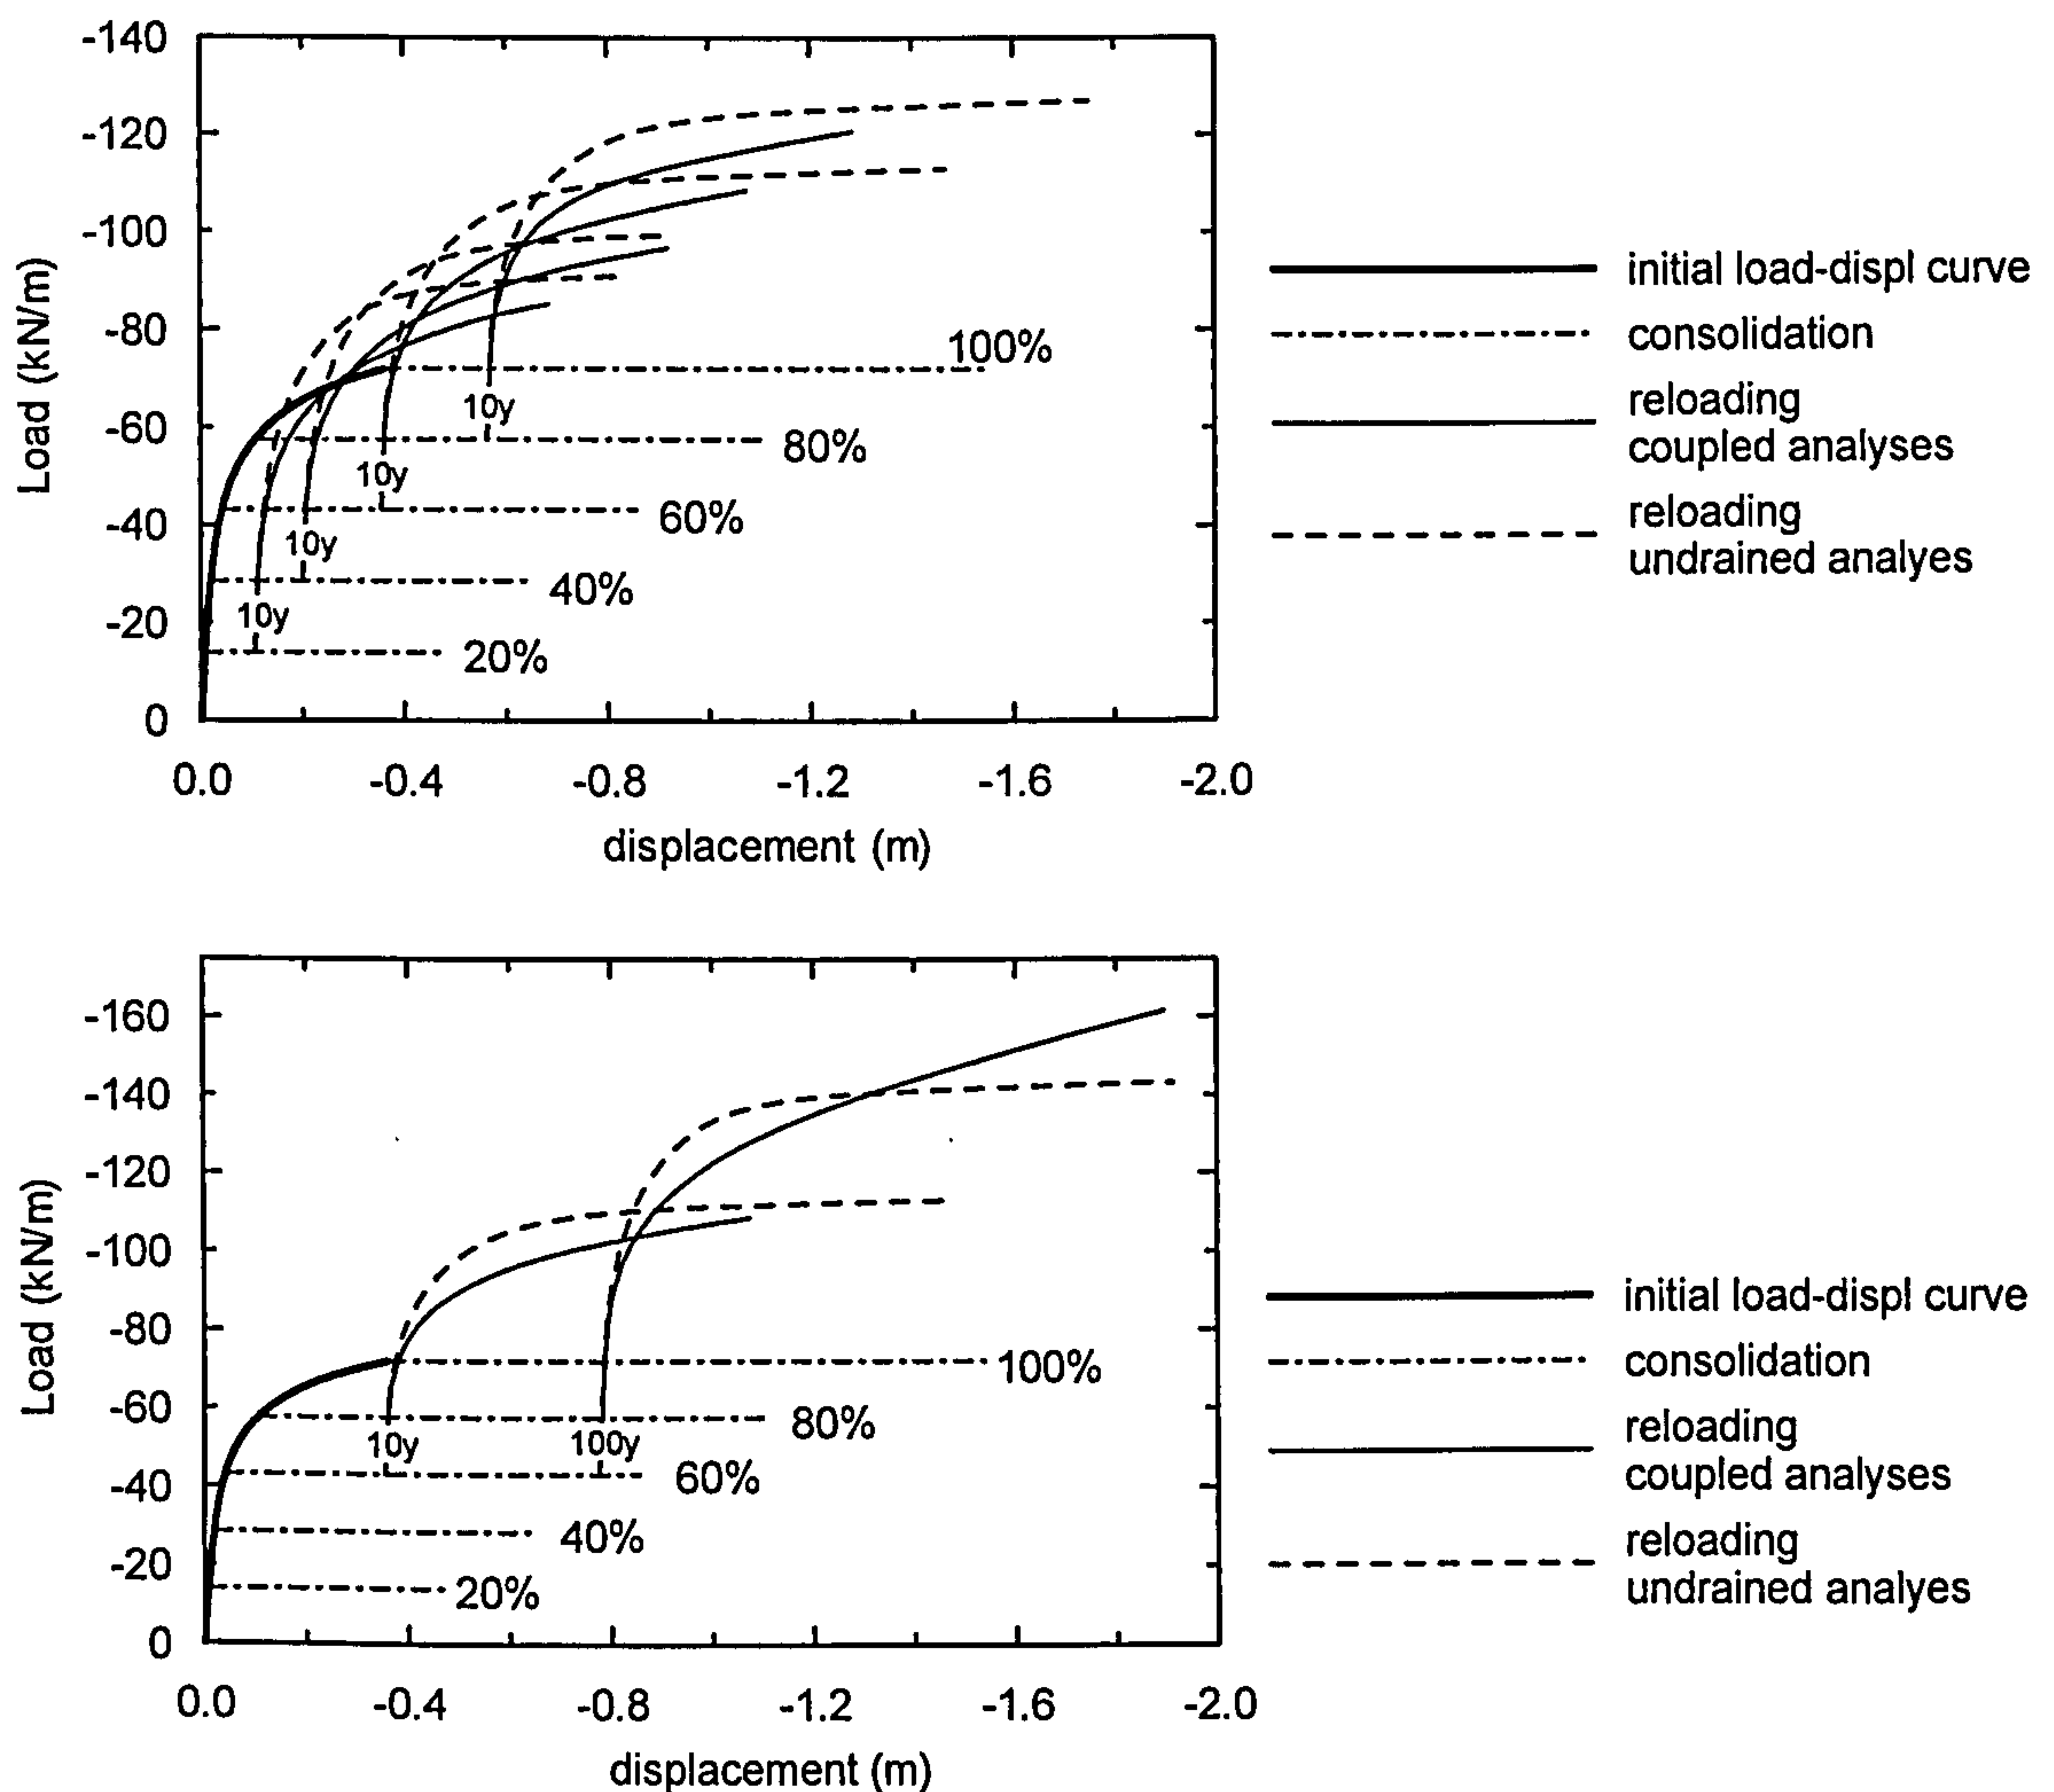 -140
-120
-100
-80
-60
-40
-20
0
Load (kN/m)
100%
80%
60%
40%
20%
10y
10y
10y
10y
0.0 -0.4 -0.8 -1.2 -1.6 -2.0
displacement (m)
initial load-displ curve
consolidation
reloading
coupled analyses
reloading
undrained analyes
-160
-140
-120
-100
-80
-60
-40
-20
0
Load (kN/m)
100%
80%
10y 100y
60%
40%
20%
0.0 -0.4 -0.8 -1.2 -1.6 -2.0
displacement (m)
initial load-displ curve
consolidation
reloading
coupled analyses
reloading
undrained analyes